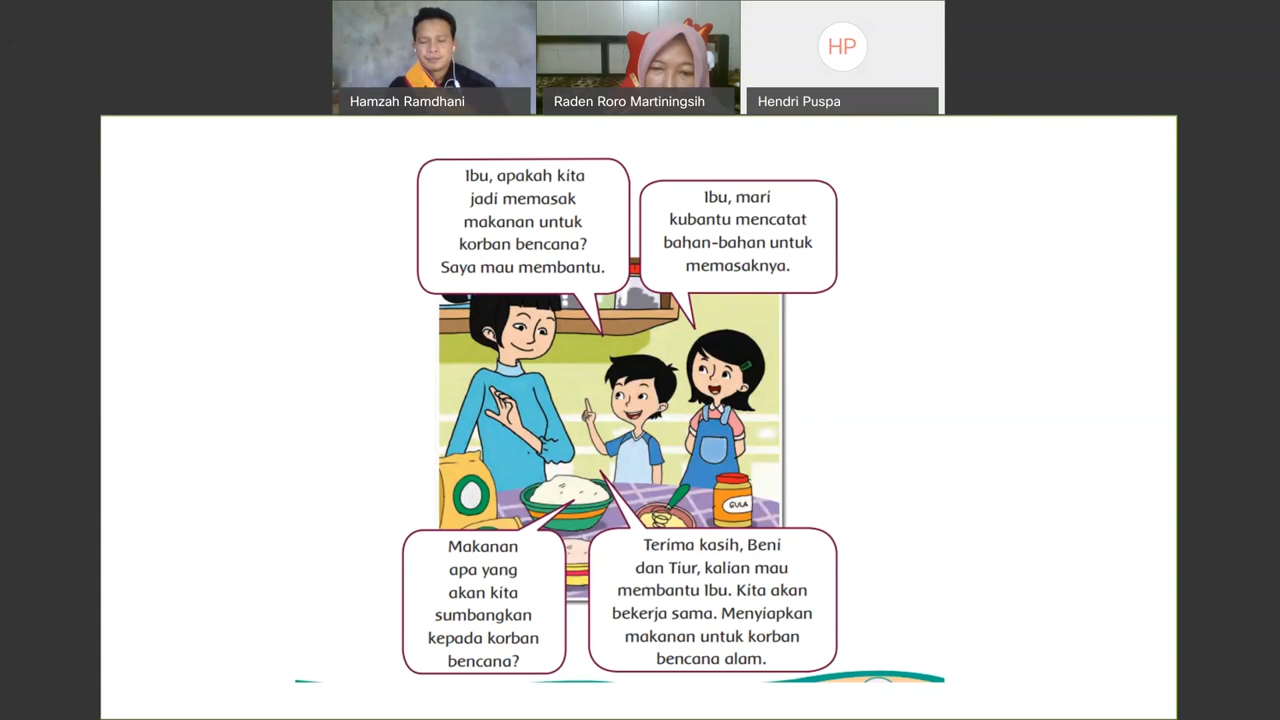 HP
Hamzah Ramdhani
Raden Roro Martiningsih
Hendri Puspa
Ibu, apakah kita
jadi memasak
makanan untuk
korban bencana?
Saya mau membantu.
Ibu, mari
kubantu mencatat
bahan-bahan untuk
memasaknya.
GULA
Makanan
apa yang
akan kita
sumbangkan
kepada korban
bencana?
Terima kasih, Beni
dan Tiur, kalian mau
membantu Ibu. Kita akan
bekerja sama. Menyiapkan
makanan untuk korban
bencana alam.